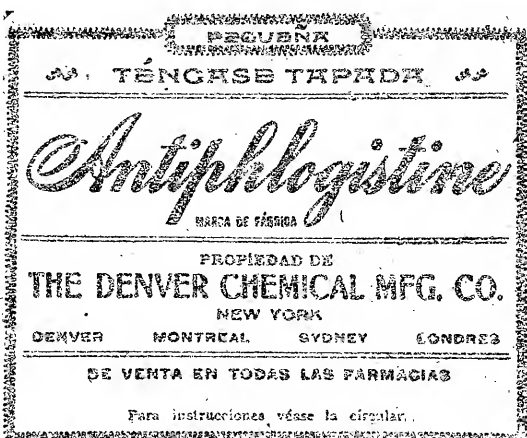 PEQUEÑA
TÉNGASE TAPADA
Antiphlogistine
MARCA DE FÁBRICA
PROPIEDAD DE
THE DENVER CHEMICAL MFG. CO.
NEW YORK
DENVER MONTREAL SYDNEY LONDRES
DE VENTA EN TODAS LAS FARMACIAS
Para instrucciones véase la circular.